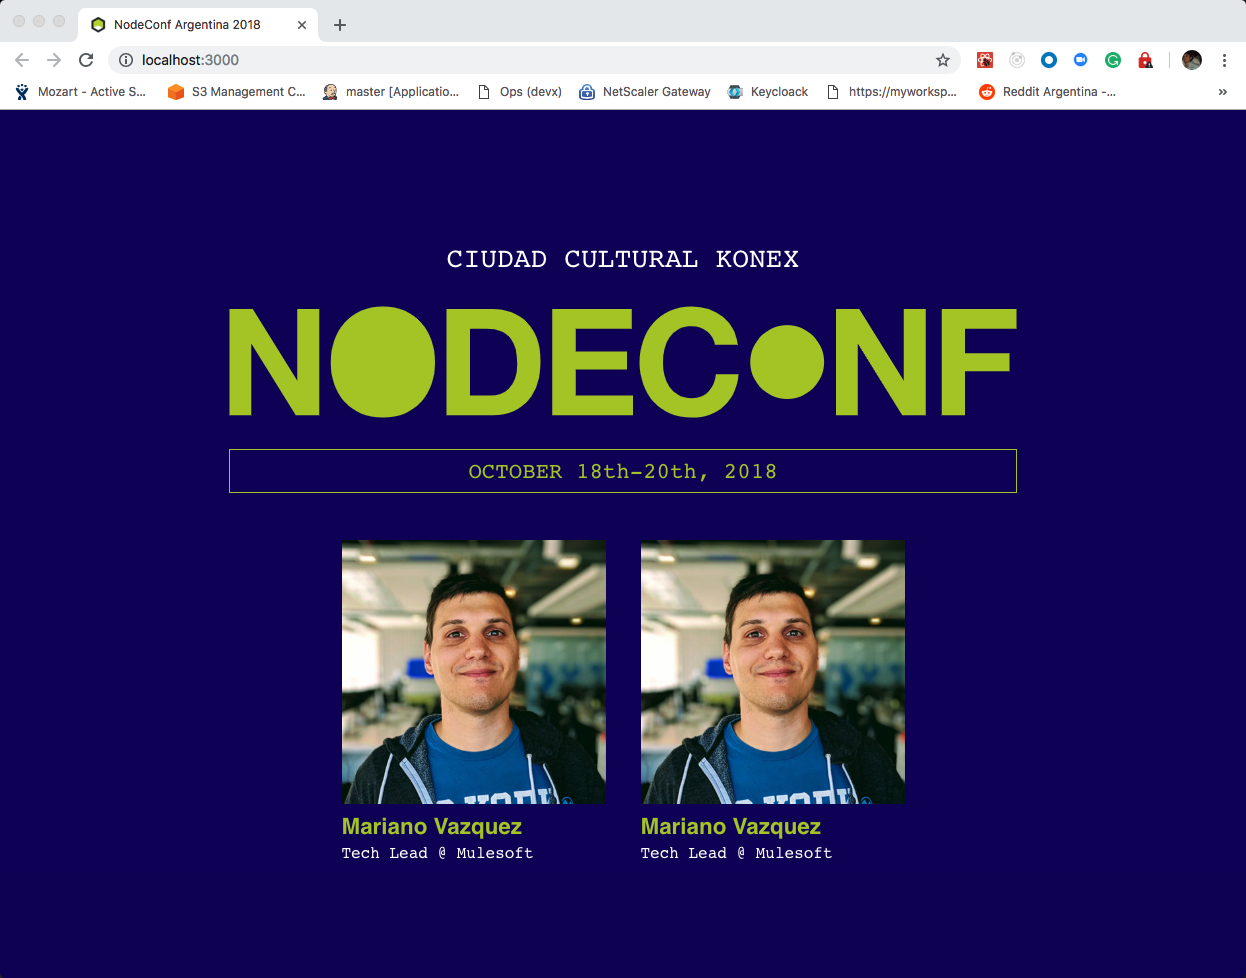 NodeConf Argentina 2018
localhost:3000
Mozart - Active S...
S3 Management C...
master [Applicatio...
Ops (devx)
NetScaler Gateway
Keycloack
https://myworksp...
Reddit Argentina -...
»
CIUDAD CULTURAL KONEX
NODECONF
OCTOBER 18th-20th, 2018
Mariano Vazquez
Tech Lead @ Mulesoft
Mariano Vazquez
Tech Lead @ Mulesoft